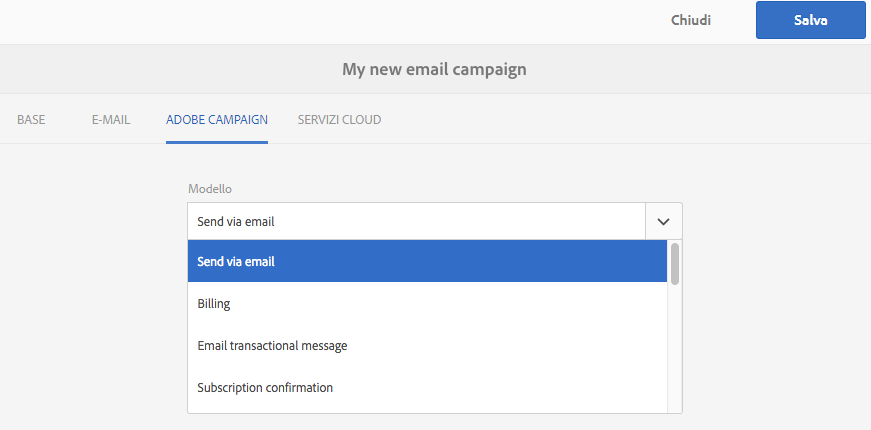 Chiudi Salva
My new email campaign
BASE E-MAIL ADOBE CAMPAIGN SERVIZI CLOUD
Modello
Send via email
Send via email
Billing
Email transactional message
Subscription confirmation